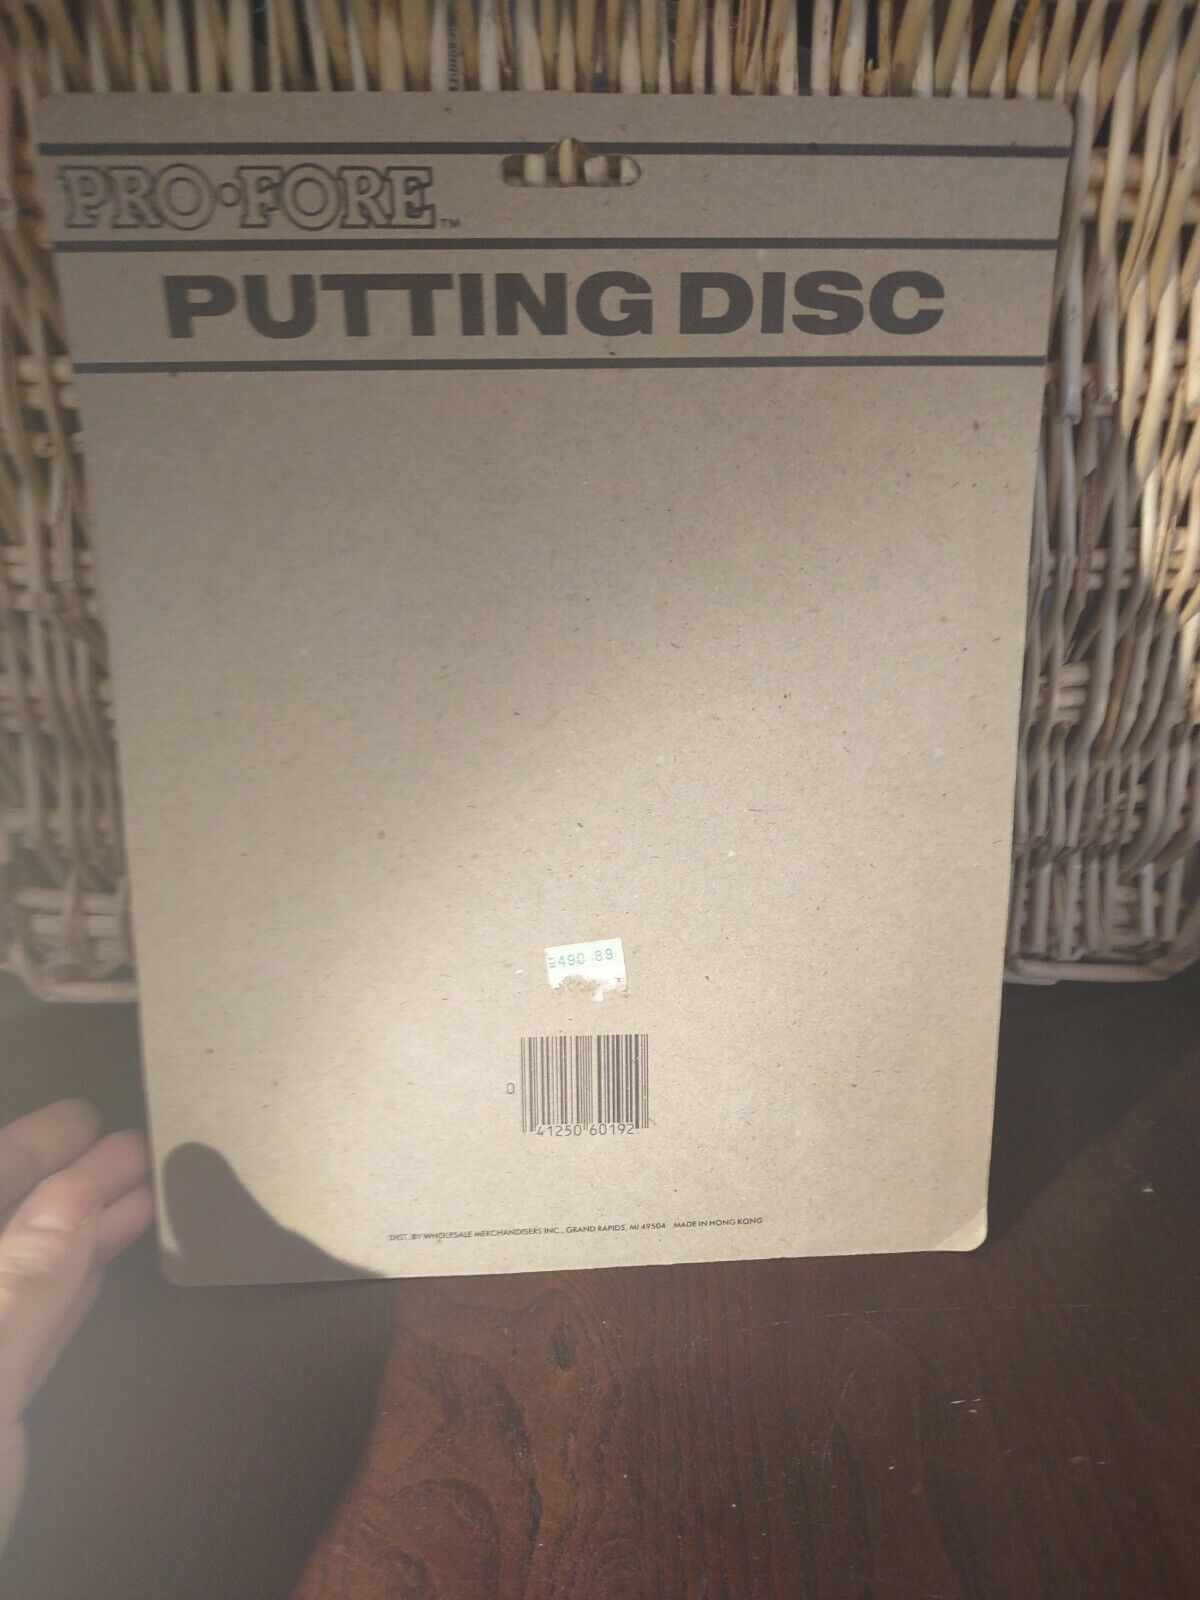 PRO•FORE™
PUTTING DISC
490 89
0 41250 60192
DIST. BY WHOLESALE MERCHANDISERS INC., GRAND RAPIDS, MI 49504 MADE IN HONG KONG